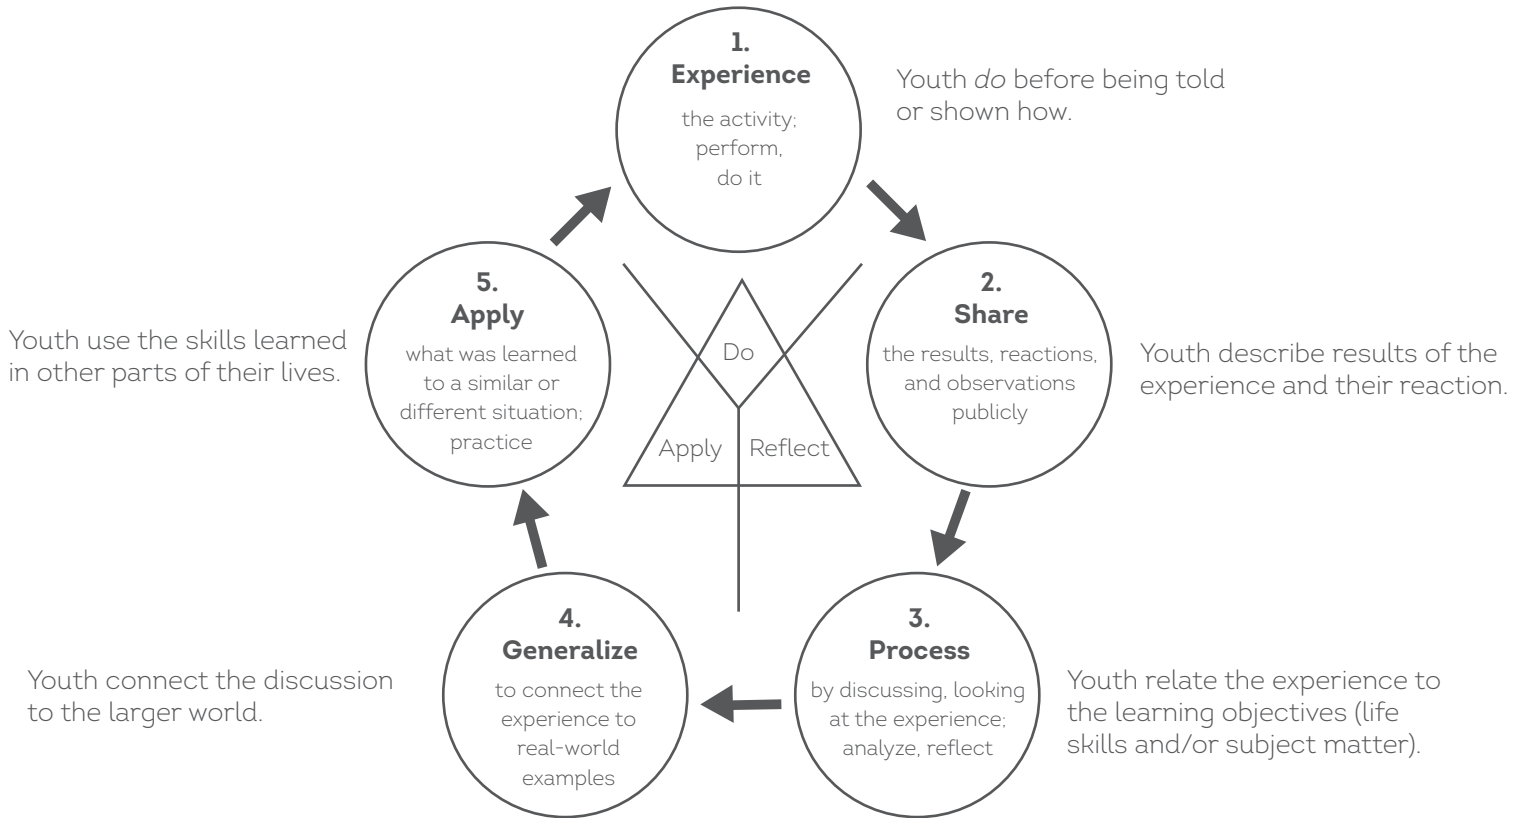 1.
Experience
the activity;
perform,
do it
Youth do before being told
or shown how.
2.
Share
the results, reactions,
and observations
publicly
Youth describe results of the
experience and their reaction.
3.
Process
by discussing, looking
at the experience;
analyze, reflect
Youth relate the experience to
the learning objectives (life
skills and/or subject matter).
4.
Generalize
to connect the
experience to
real-world
examples
Youth connect the discussion
to the larger world.
5.
Apply
what was learned
to a similar or
different situation;
practice
Youth use the skills learned
in other parts of their lives.
Do
Apply
Reflect